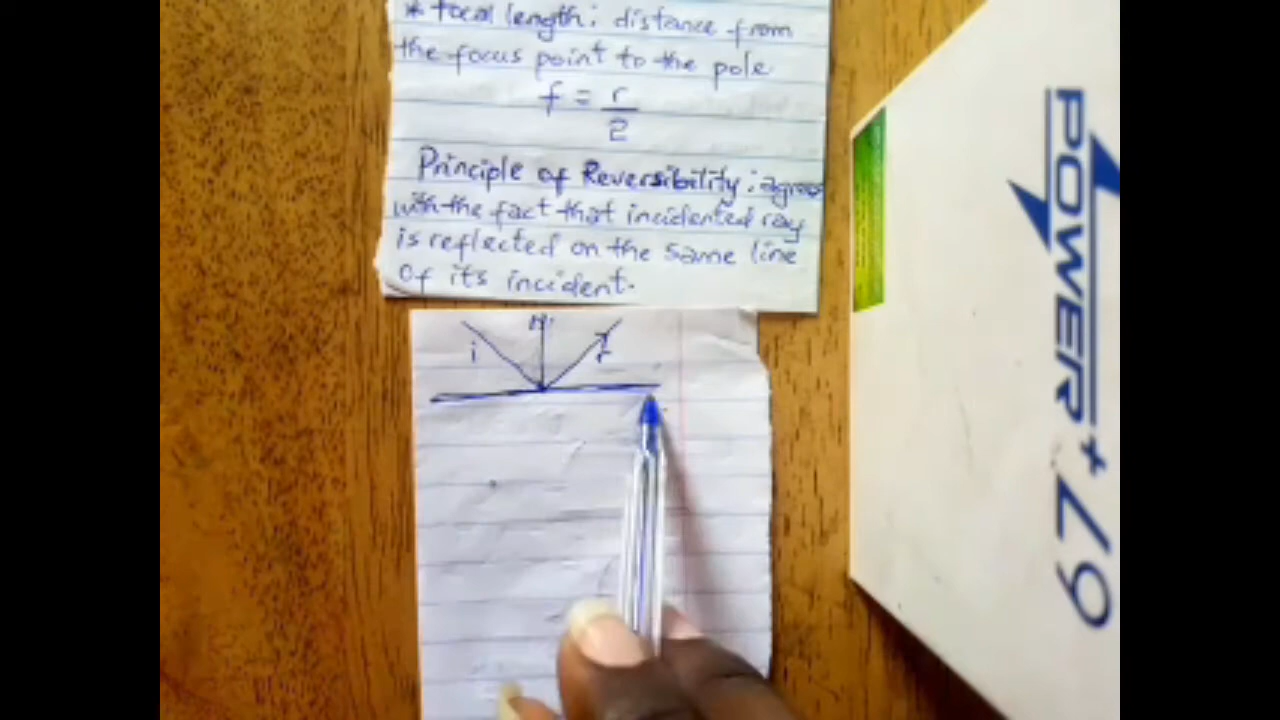 * focal length: distance from
the focus point to the pole
f = r
2
Principle of Reversibility: agrees
with the fact that incidented ray
is reflected on the same line
of its incident.
N
i
r
POWER+ L9